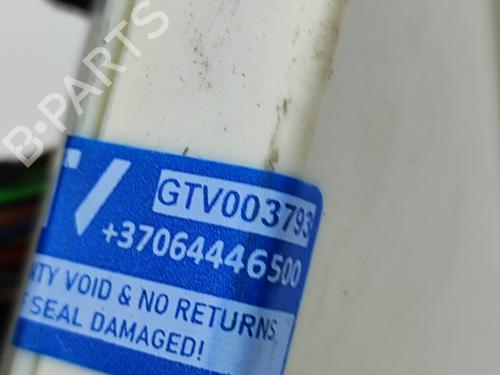 B-PARTS
GTV003793
+37064446500
NTY VOID & NO RETURNS
F SEAL DAMAGED!